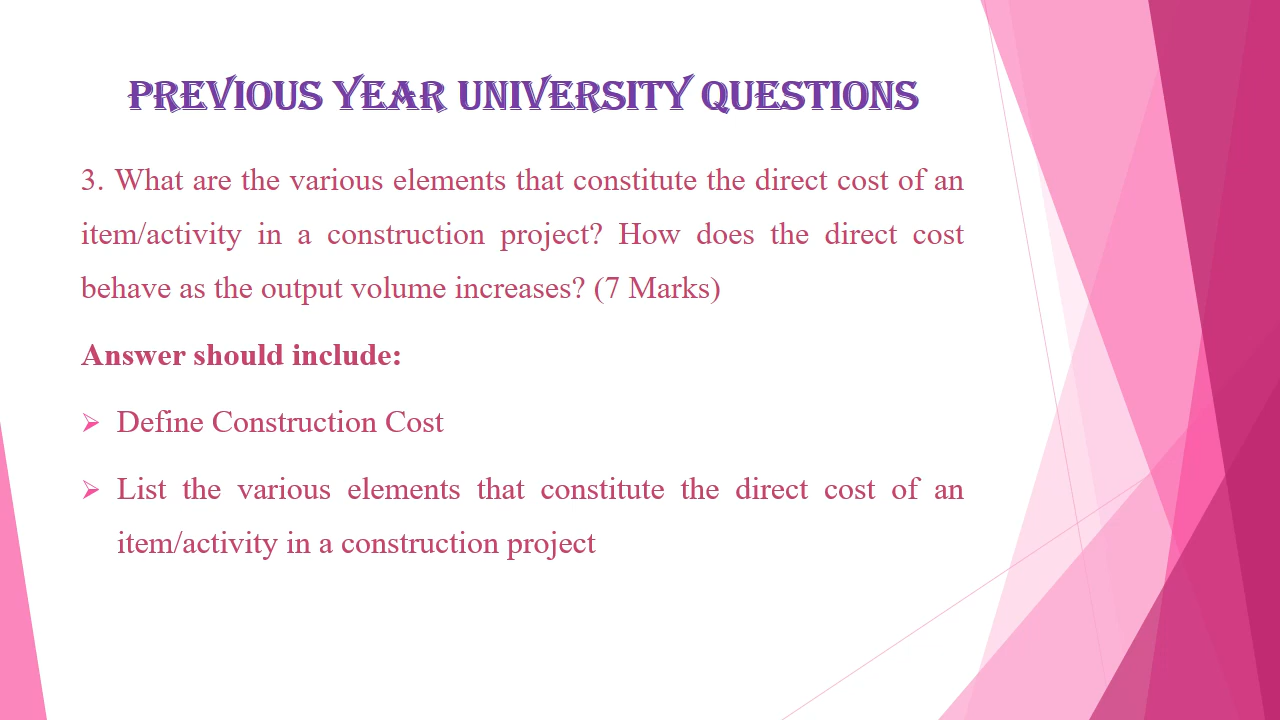 PREVIOUS YEAR UNIVERSITY QUESTIONS
3. What are the various elements that constitute the direct cost of an
item/activity in a construction project? How does the direct cost
behave as the output volume increases? (7 Marks)
Answer should include:
➢ Define Construction Cost
➢ List the various elements that constitute the direct cost of an
item/activity in a construction project